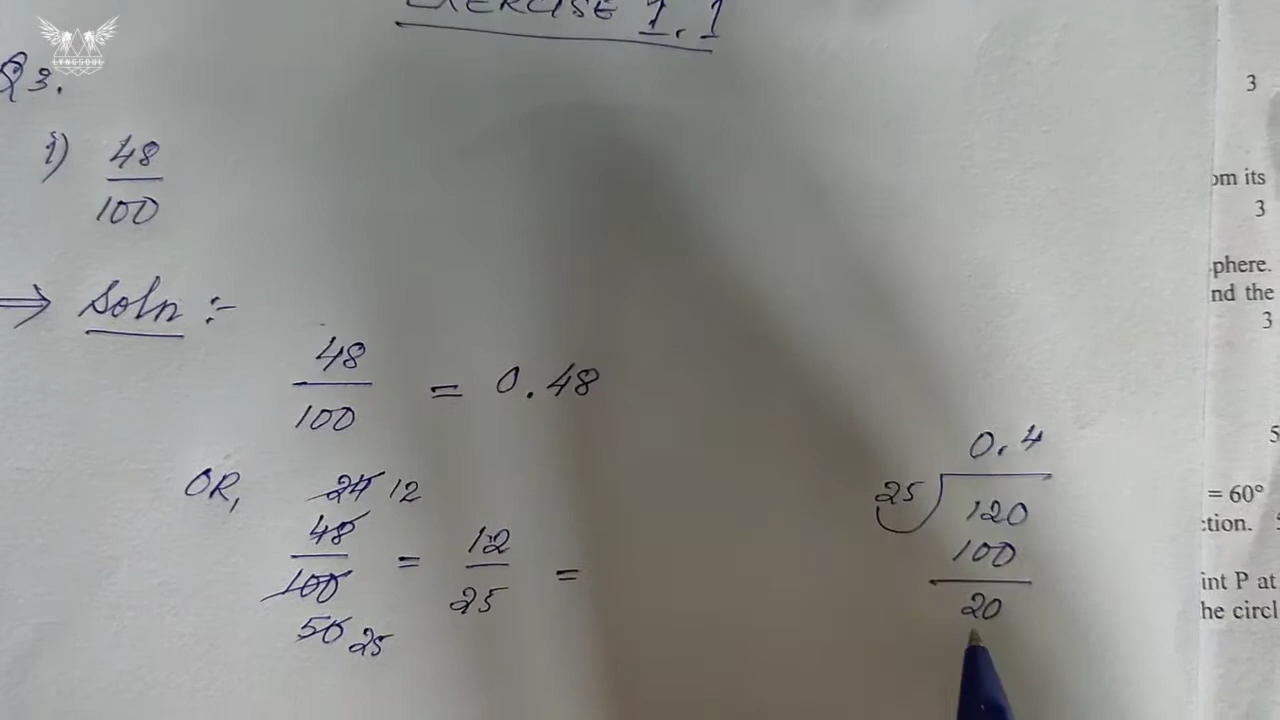 EXERCISE 1.1
LYNGSOUL
Q3.
i) 48
100
⇒ Soln :-
48
100
= 0.48
OR,
24 12
48
100
50 25
= 12
25
=
0.4
25 ) 120
100
20
3
om its
3
phere.
nd the
3
5
= 60°
tion.
int P at
he circl